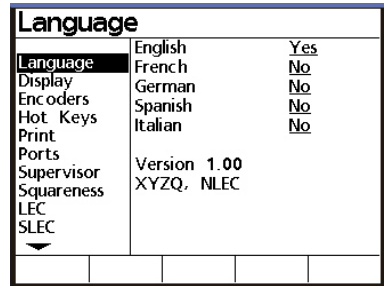 Language
Language
Display
Encoders
Hot Keys
Print
Ports
Supervisor
Squareness
LEC
SLEC
English Yes
French No
German No
Spanish No
Italian No
Version 1.00
XYZQ, NLEC